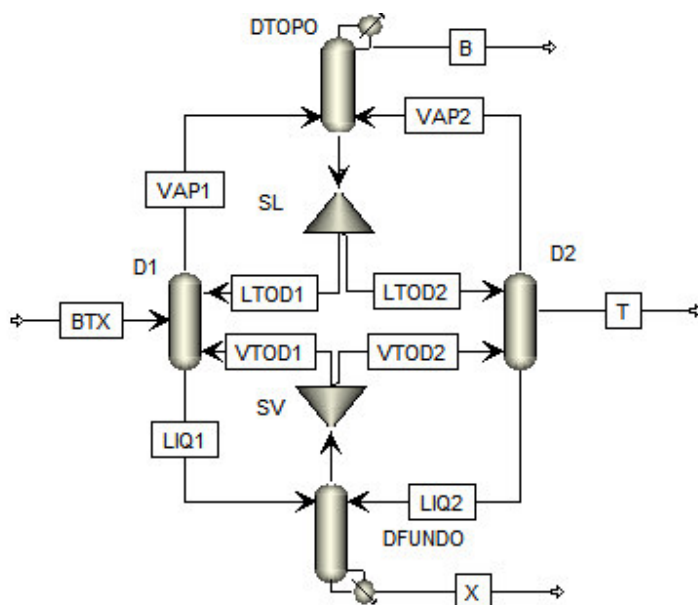 DTOPO
B
VAP2
VAP1
SL
D1
D2
LTOD1
LTOD2
BTX
T
VTOD1
VTOD2
SV
LIQ1
LIQ2
DFUNDO
X